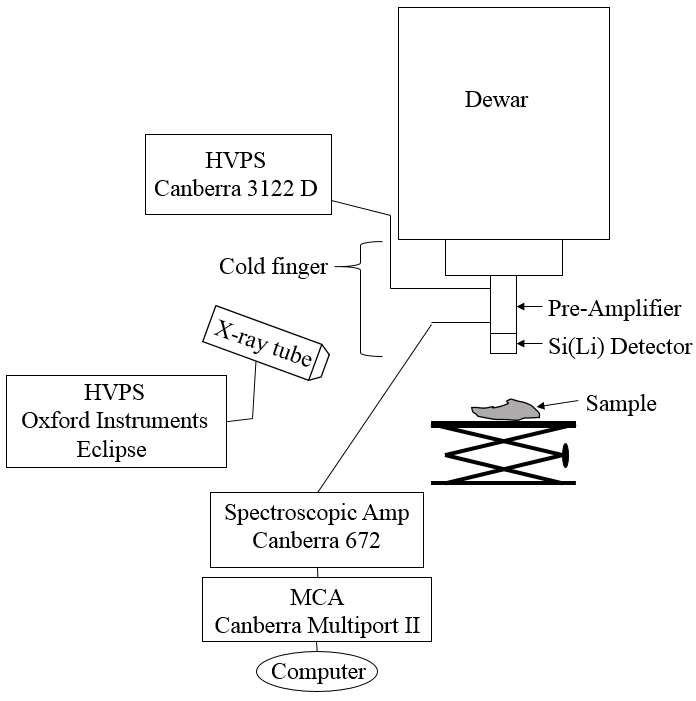 Dewar
HVPS
Canberra 3122 D
Cold finger
Pre-Amplifier
X-ray tube
Si(Li) Detector
HVPS
Oxford Instruments
Eclipse
Sample
Spectroscopic Amp
Canberra 672
MCA
Canberra Multiport II
Computer